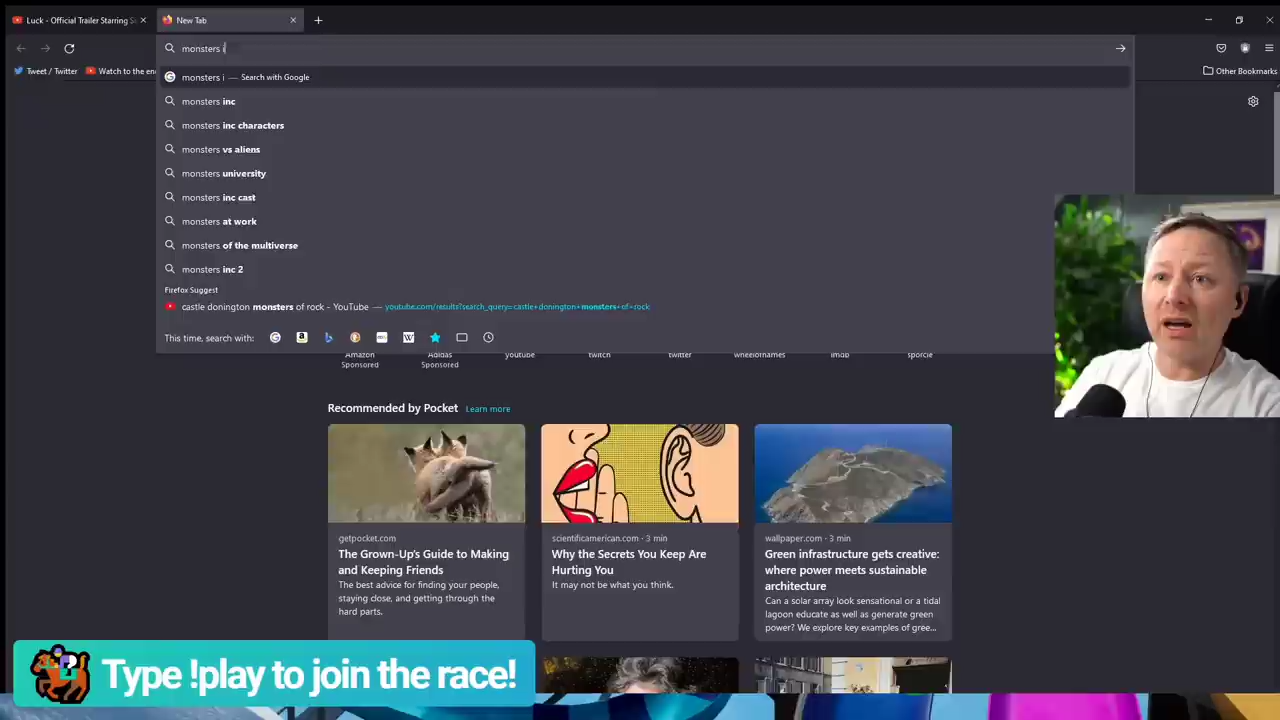 Luck - Official Trailer Starring S
New Tab
monsters i
Tweet / Twitter
Watch to the en
Other Bookmarks
monsters i — Search with Google
monsters inc
monsters inc characters
monsters vs aliens
monsters university
monsters inc cast
monsters at work
monsters of the multiverse
monsters inc 2
Firefox Suggest
castle donington monsters of rock - YouTube — youtube.com/results?search_query=castle+donington+monsters+of+rock
This time, search with:
Amazon
Sponsored
Adidas
Sponsored
youtube
twitch
twitter
wheelofnames
imdb
sporcle
Recommended by Pocket
Learn more
getpocket.com
The Grown-Up's Guide to Making
and Keeping Friends
The best advice for finding your people,
staying close, and getting through the
hard parts.
scientificamerican.com · 3 min
Why the Secrets You Keep Are
Hurting You
It may not be what you think.
wallpaper.com · 3 min
Green infrastructure gets creative:
where power meets sustainable
architecture
Can a solar array look sensational or a tidal
lagoon educate as well as generate green
power? We explore key examples of gree...
Type !play to join the race!